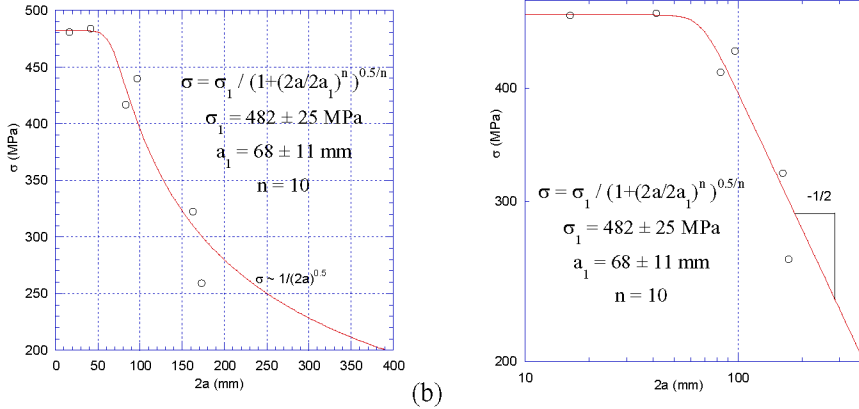 500
450
400
350
300
250
200
σ (MPa)
0 50 100 150 200 250 300 350 400
2a (mm)
σ = σ₁ / (1+(2a/2a₁)ⁿ)^0.5/n
σ₁ = 482 ± 25 MPa
a₁ = 68 ± 11 mm
n = 10
σ ~ 1/(2a)^0.5
(b)
400
300
200
σ (MPa)
10 100
2a (mm)
σ = σ₁ / (1+(2a/2a₁)ⁿ)^0.5/n
σ₁ = 482 ± 25 MPa
a₁ = 68 ± 11 mm
n = 10
-1/2